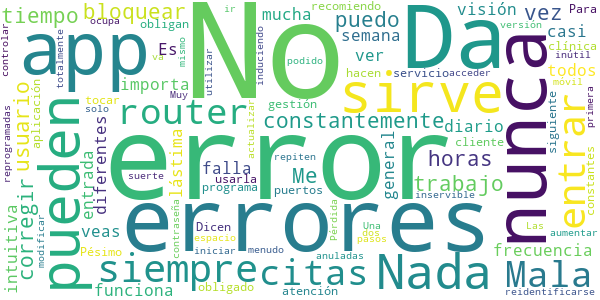 controlar
tiempo
ocupa
totalmente
bloquear
obligan
ir
va
mismo
Es
Muy
utilizar
mucha
recomiendo
puedo
semana
visión
Para
vez
versión
casi
clínica
inútil
app
No
Da
nunca
importa
induciendo
podido
ver
hacen
servicio
acceder
todos
móvil
reprogramadas
usuario
aplicación
tocar
solo
router
gestión
actualizar
constantemente
sirve
diario
cliente
entrar
siguiente
primera
constantes
pueden
corregir
entrada
diferentes
error
lástima
falla
programa
usarla
repiten
puertos
Me
general
horas
trabajo
intuitiva
modificar
veas
Pésimo
suerte
contraseña
errores
Dicen
espacio
iniciar
menudo
Pérdida
Una
dos
pasos
inservible
Las
aumentar
frecuencia
funciona
siempre
obligado
citas
anuladas
atención
Nada
Mala
reidentificarse